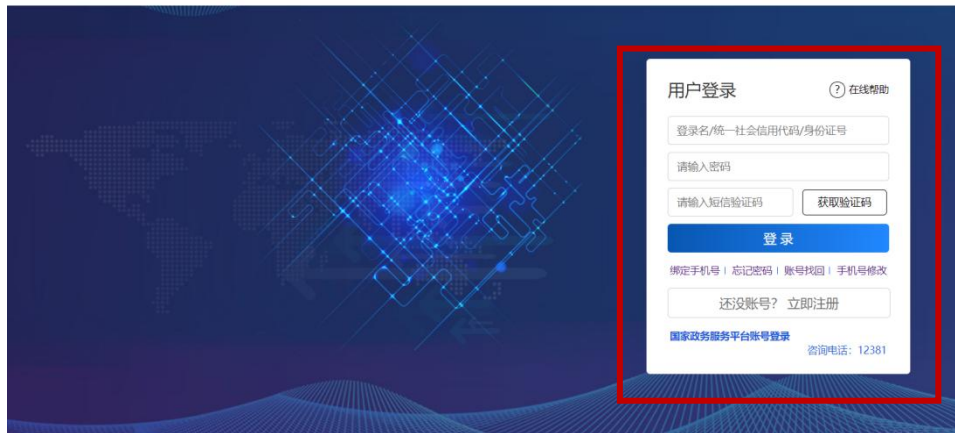 用户登录
? 在线帮助
登录名/统一社会信用代码/身份证号
请输入密码
请输入短信验证码 获取验证码
登 录
绑定手机号 | 忘记密码 | 账号找回 | 手机号修改
还没账号? 立即注册
国家政务服务平台账号登录
咨询电话: 12381